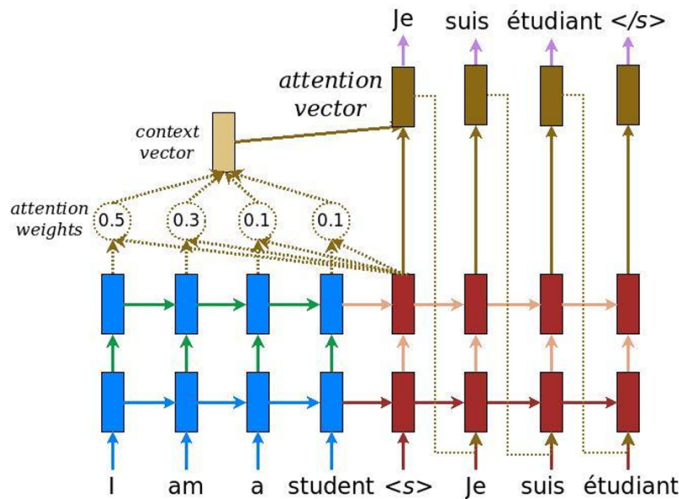 Je suis étudiant </s>
attention
vector
context
vector
attention
weights
0.5 0.3 0.1 0.1
I am a student <s> Je suis étudiant